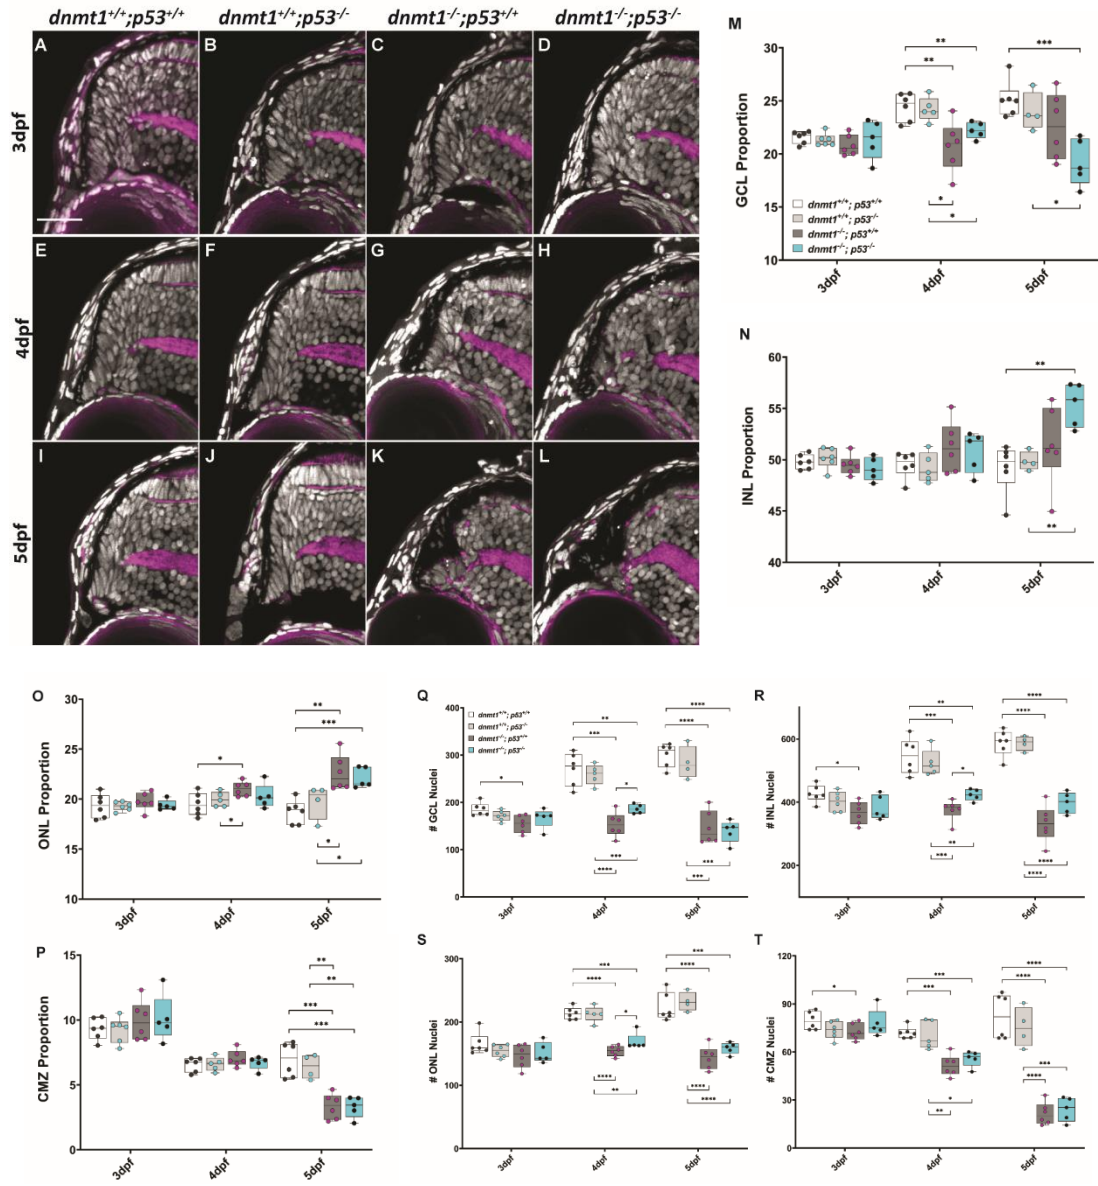 dnmt1+/+;p53+/+ dnmt1+/+;p53-/- dnmt1-/-;p53+/+ dnmt1-/-;p53-/-
3dpf
A B C D
4dpf
E F G H
5dpf
I J K L
M
GCL Proportion
30
25
20
15
10
** ** ***
* * *
dnmt1+/+; p53+/+
dnmt1+/+; p53-/-
dnmt1-/-; p53+/+
dnmt1-/-; p53-/-
3dpf 4dpf 5dpf
N
INL Proportion
60
55
50
45
40
**
**
3dpf 4dpf 5dpf
O
ONL Proportion
30
25
20
15
10
* ** ***
* * *
3dpf 4dpf 5dpf
P
CMZ Proportion
15
10
5
0
**
**
***
***
3dpf 4dpf 5dpf
Q
# GCL Nuclei
400
300
200
100
0
dnmt1+/+; p53+/+
dnmt1+/+; p53-/-
dnmt1-/-; p53+/+
dnmt1-/-; p53-/-
* ** *** * **** ****
*** **** *** ***
3dpf 4dpf 5dpf
R
# INL Nuclei
600
400
200
* ** *** * **** ****
** *** **** ****
3dpf 4dpf 5dpf
S
# ONL Nuclei
300
200
100
0
*** **** * *** ****
**** ** **** ****
3dpf 4dpf 5dpf
T
# CMZ Nuclei
120
90
60
30
0
* *** *** **** ****
* ** *** ****
3dpf 4dpf 5dpf